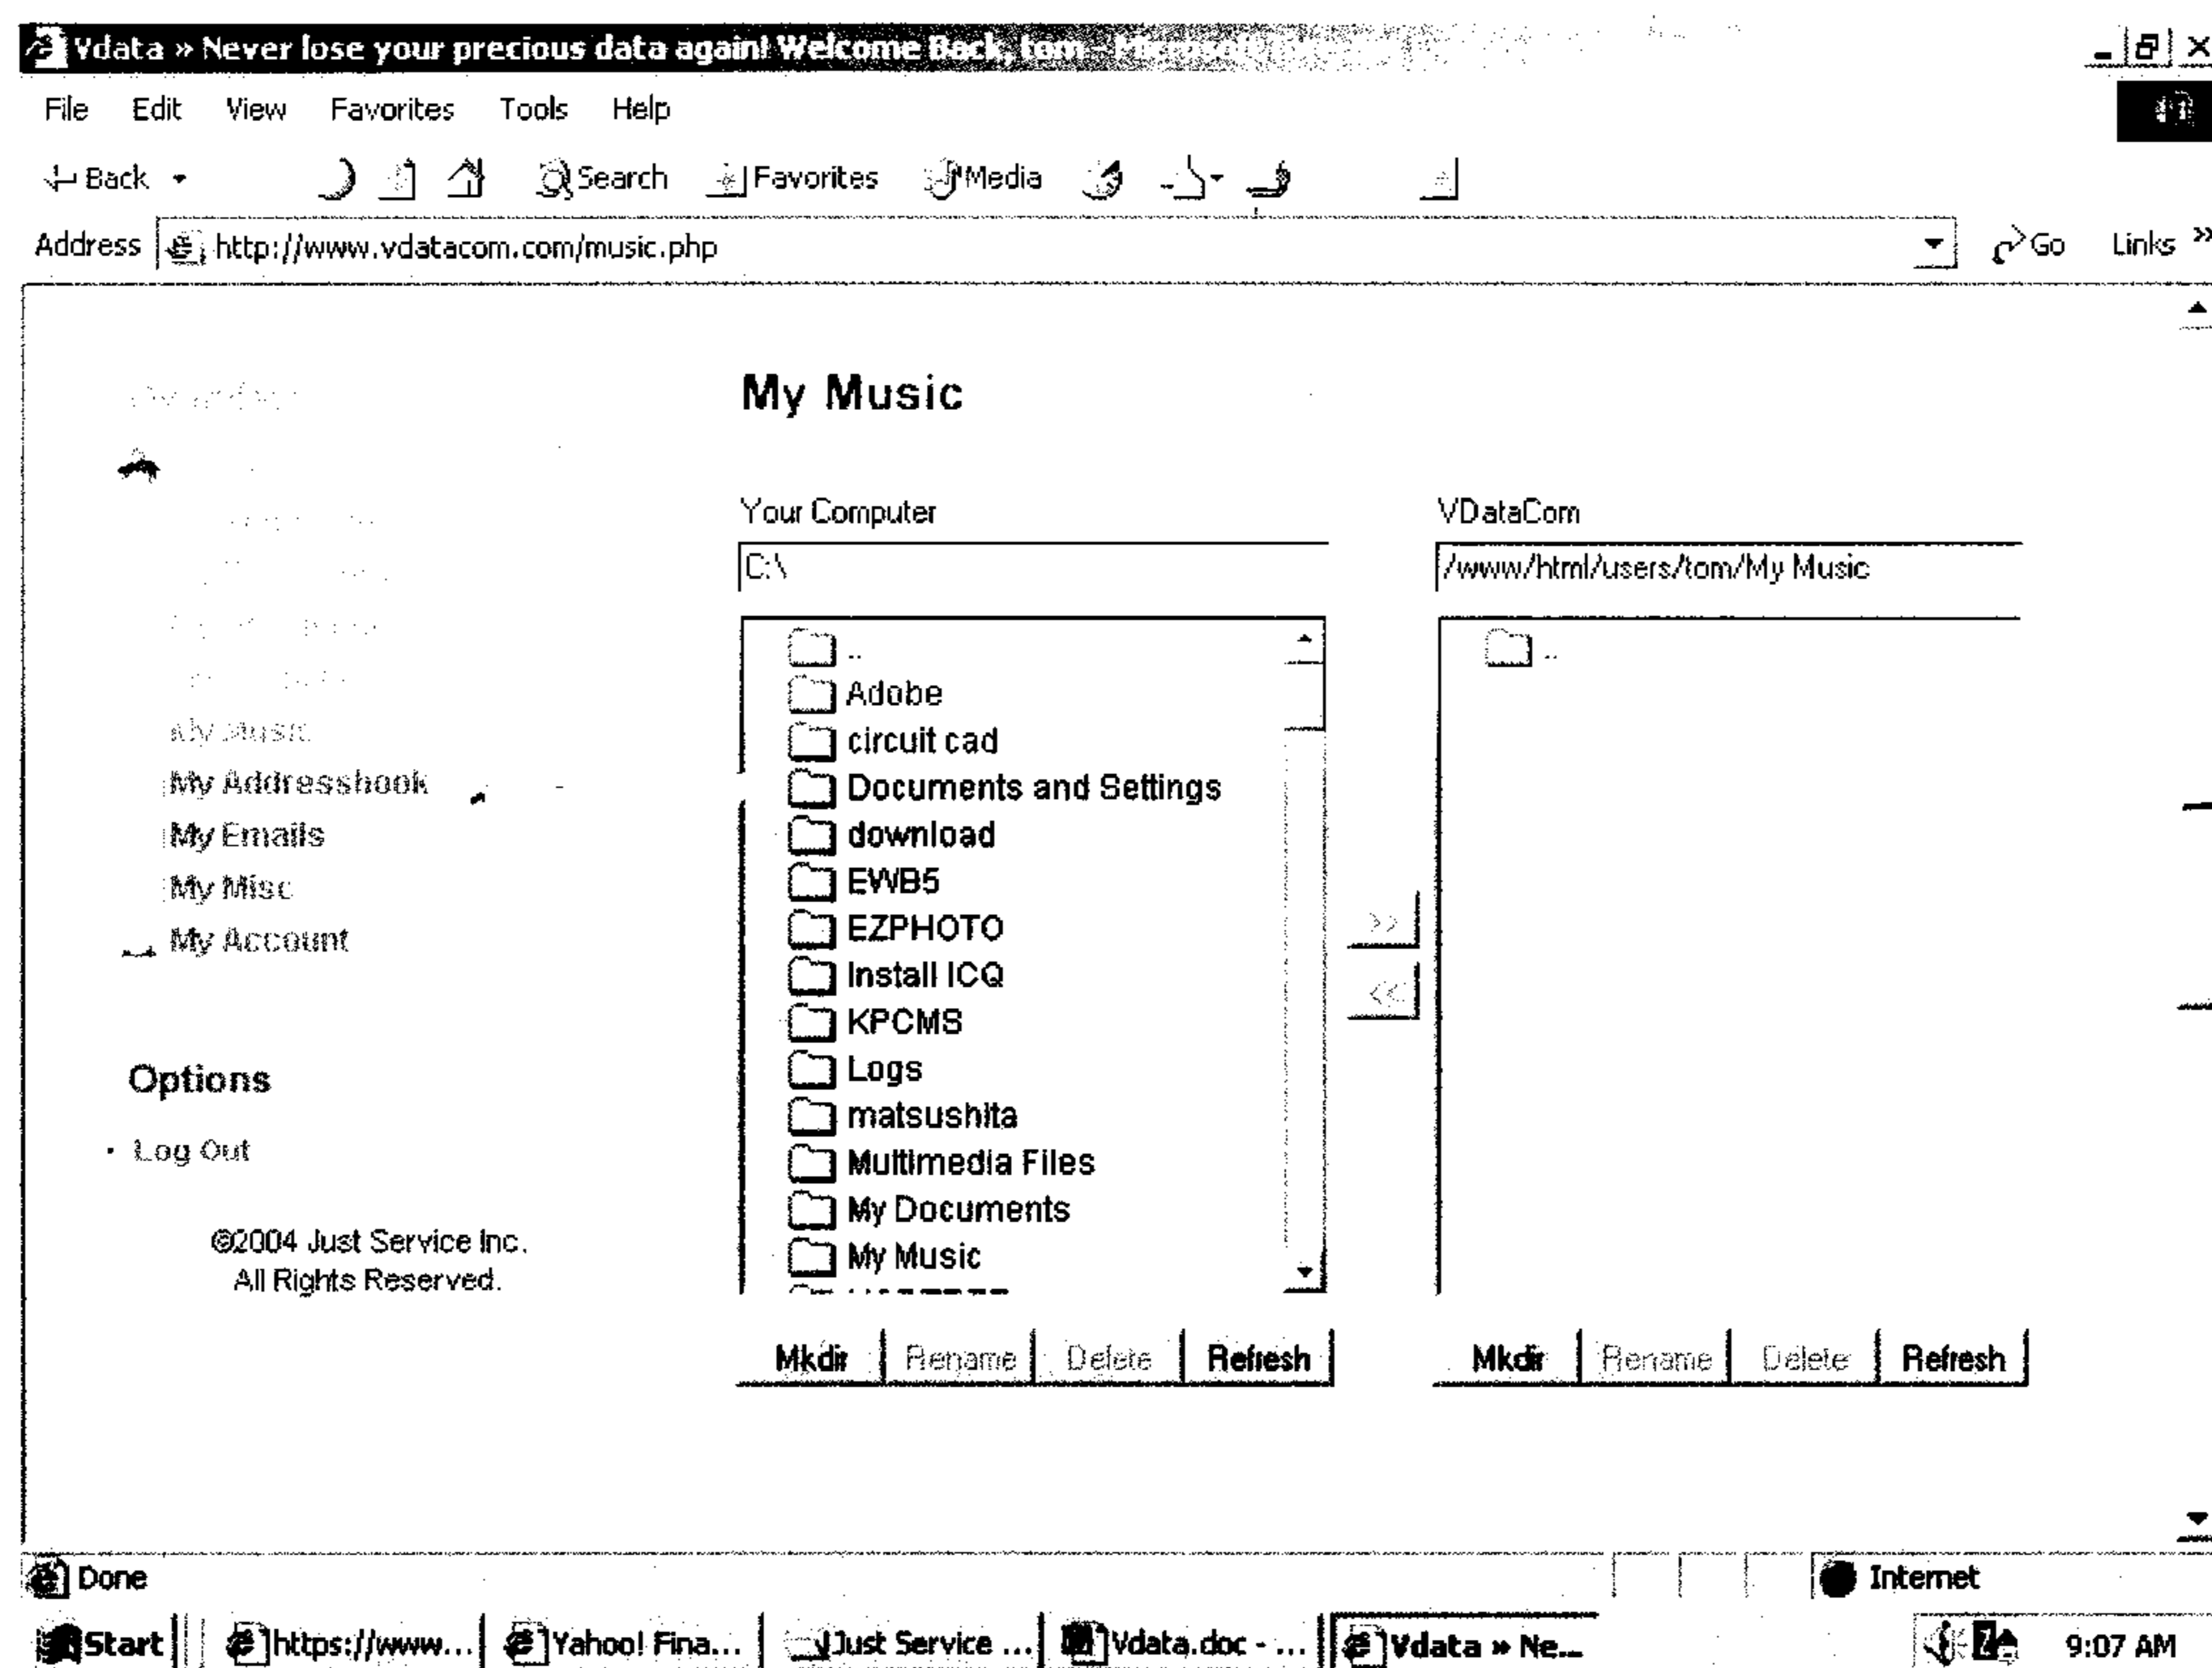 Vdata » Never lose your precious data again! Welcome Back, tom - Microsoft
File Edit View Favorites Tools Help
Back Search Favorites Media
Address http://www.vdatacom.com/music.php Go Links »
My Music
Your Computer VDataCom
C:\ /www/html/users/tom/My Music
.. ..
Adobe
My Music
circuit cad
My Addressbook
Documents and Settings
My Emails
download
My Misc
EWB5
My Account
EZPHOTO
>>
Install ICQ
<<
KPCMS
Options
Logs
matsushita
Log Out
Multimedia Files
My Documents
©2004 Just Service Inc.
My Music
All Rights Reserved.
Mkdir Rename Delete Refresh Mkdir Rename Delete Refresh
Done Internet
Start https://www... Yahoo! Fina... Just Service ... Vdata.doc - ... Vdata » Ne... 9:07 AM